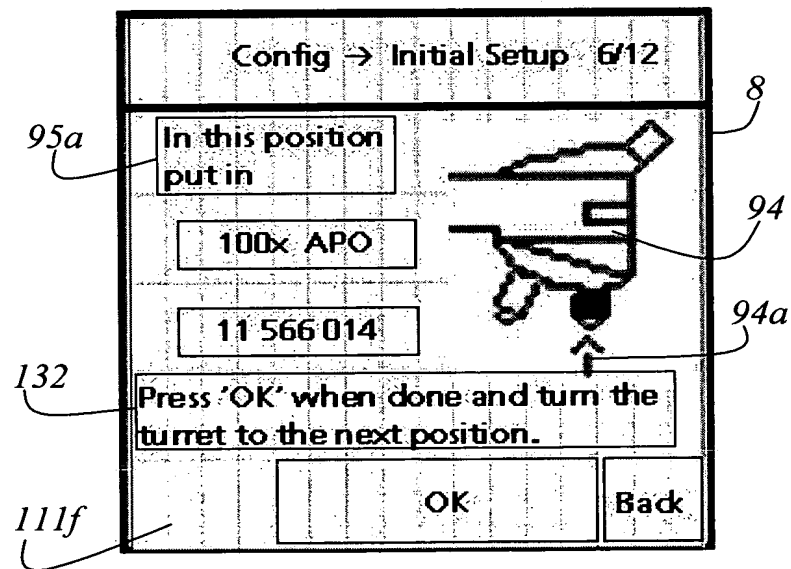 Config → Initial Setup 6/12
8
95a
In this position
put in
94
100x APO
11 566 014
94a
132
Press 'OK' when done and turn the
turret to the next position.
OK
Back
111f